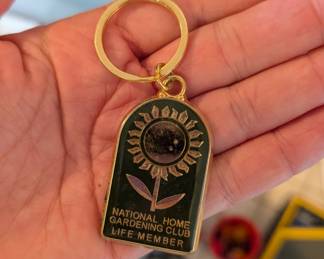 NATIONAL HOME
GARDENING CLUB
LIFE MEMBER